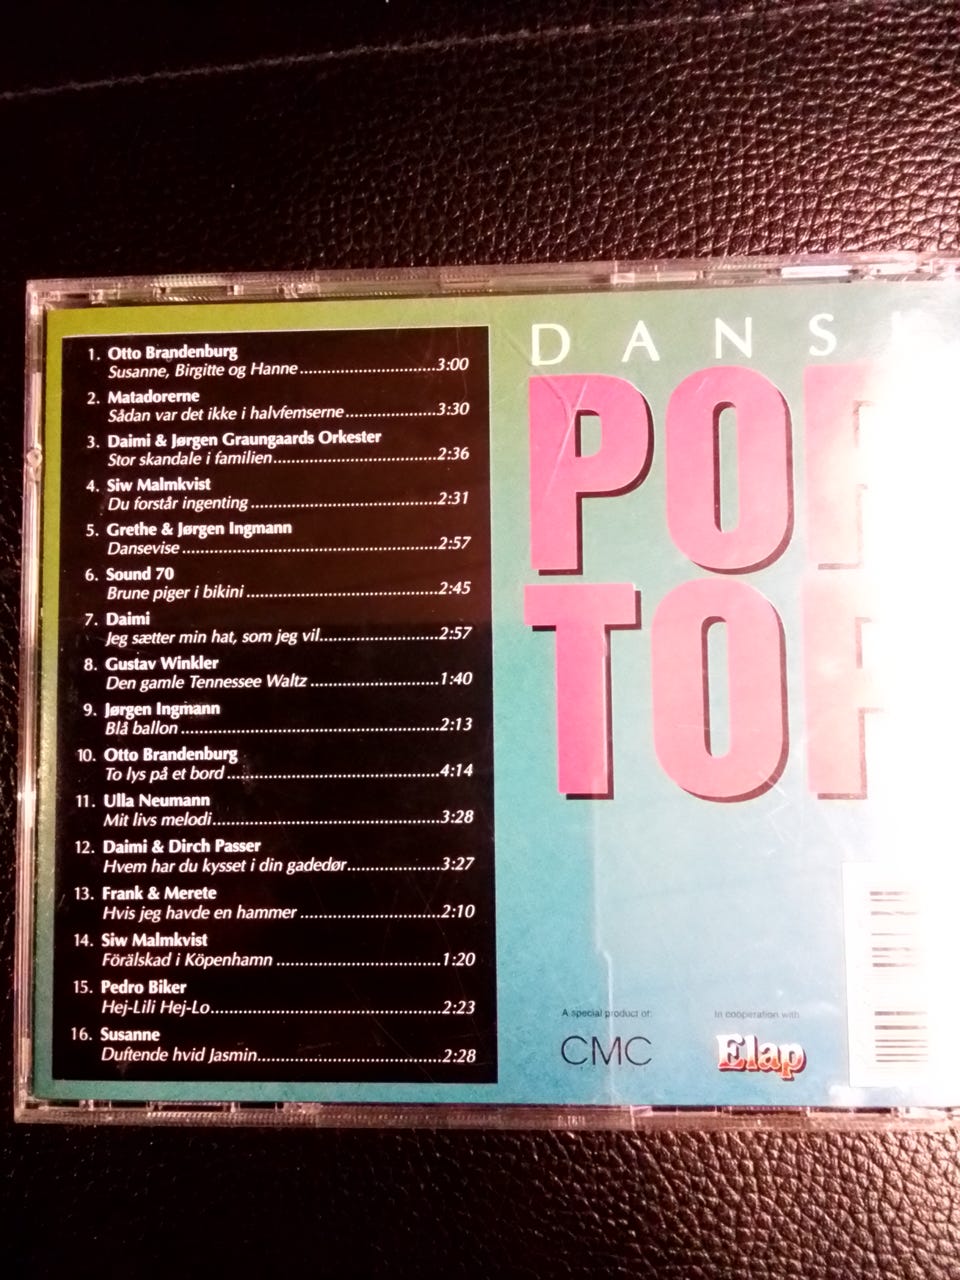 1. Otto Brandenburg
Susanne, Birgitte og Hanne..............................3:00
2. Matadorerne
Sådan var det ikke i halvfemserne....................3:30
3. Daimi & Jørgen Graungaards Orkester
Stor skandale i familien....................................2:36
4. Siw Malmkvist
Du forstår ingenting.........................................2:31
5. Grethe & Jørgen Ingmann
Dansevise........................................................2:57
6. Sound 70
Brune piger i bikini..........................................2:45
7. Daimi
Jeg sætter min hat, som jeg vil..........................2:57
8. Gustav Winkler
Den gamle Tennessee Waltz............................1:40
9. Jørgen Ingmann
Blå ballon........................................................2:13
10. Otto Brandenburg
To lys på et bord..............................................4:14
11. Ulla Neumann
Mit livs melodi.................................................3:28
12. Daimi & Dirch Passer
Hvem har du kysset i din gadedør.....................3:27
13. Frank & Merete
Hvis jeg havde en hammer...............................2:10
14. Siw Malmkvist
Förälskad i Köpenhamn....................................1:20
15. Pedro Biker
Hej-Lili Hej-Lo..................................................2:23
16. Susanne
Duftende hvid Jasmin........................................2:28
DANS
POP
TOP
A special product of:
CMC
In cooperation with
Elap